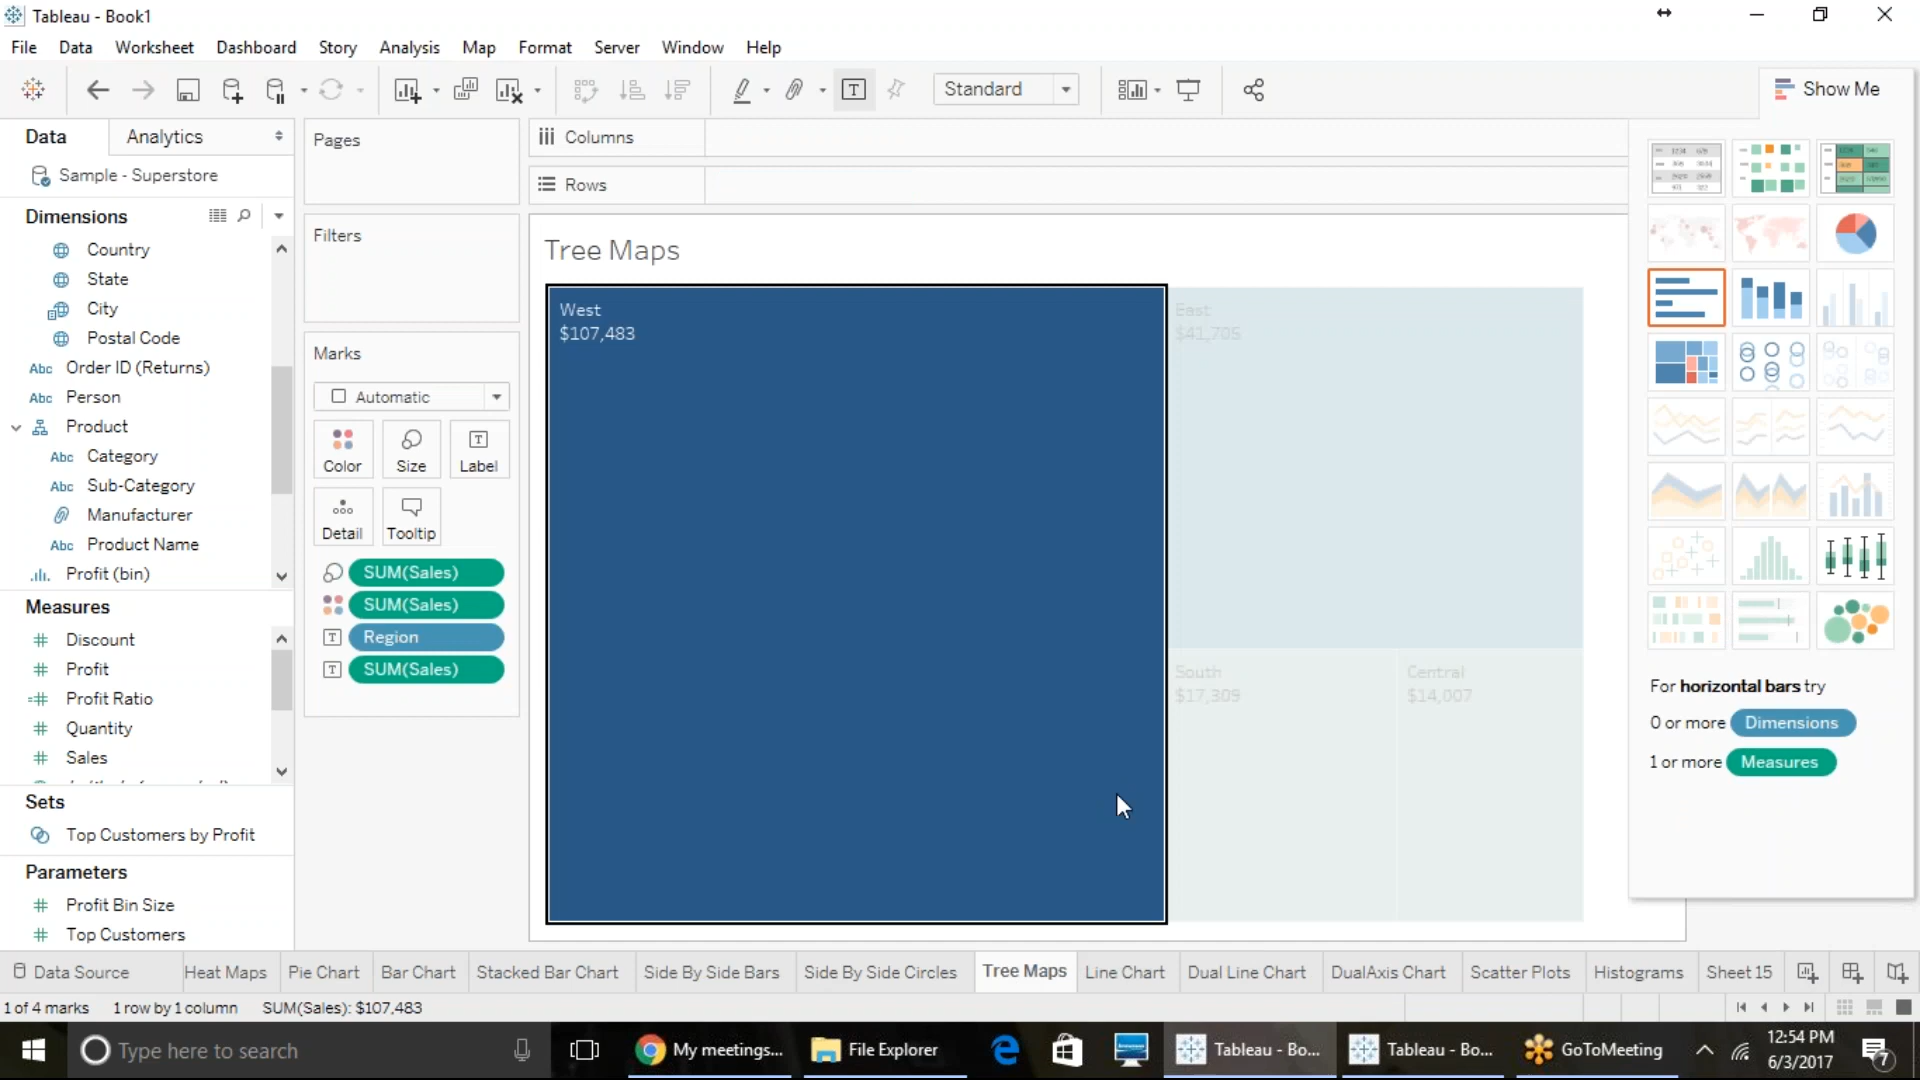 Tableau - Book1
File Data Worksheet Dashboard Story Analysis Map Format Server Window Help
Standard
Show Me
Data Analytics
Sample - Superstore
Dimensions
Country
State
City
Postal Code
Abc Order ID (Returns)
Abc Person
Product
Abc Category
Abc Sub-Category
Manufacturer
Abc Product Name
Profit (bin)
Measures
Discount
Profit
Profit Ratio
Quantity
Sales
Sets
Top Customers by Profit
Parameters
Profit Bin Size
Top Customers
Pages
Filters
Marks
Automatic
Color Size Label
Detail Tooltip
SUM(Sales)
SUM(Sales)
Region
SUM(Sales)
Columns
Rows
Tree Maps
West
$107,483
East
$41,705
South
$17,309
Central
$14,007
For horizontal bars try
0 or more Dimensions
1 or more Measures
Data Source Heat Maps Pie Chart Bar Chart Stacked Bar Chart Side By Side Bars Side By Side Circles Tree Maps Line Chart Dual Line Chart DualAxis Chart Scatter Plots Histograms Sheet 15
1 of 4 marks 1 row by 1 column SUM(Sales): $107,483
Type here to search
My meetings...
File Explorer
Tableau - Bo...
Tableau - Bo...
GoToMeeting
12:54 PM
6/3/2017
7